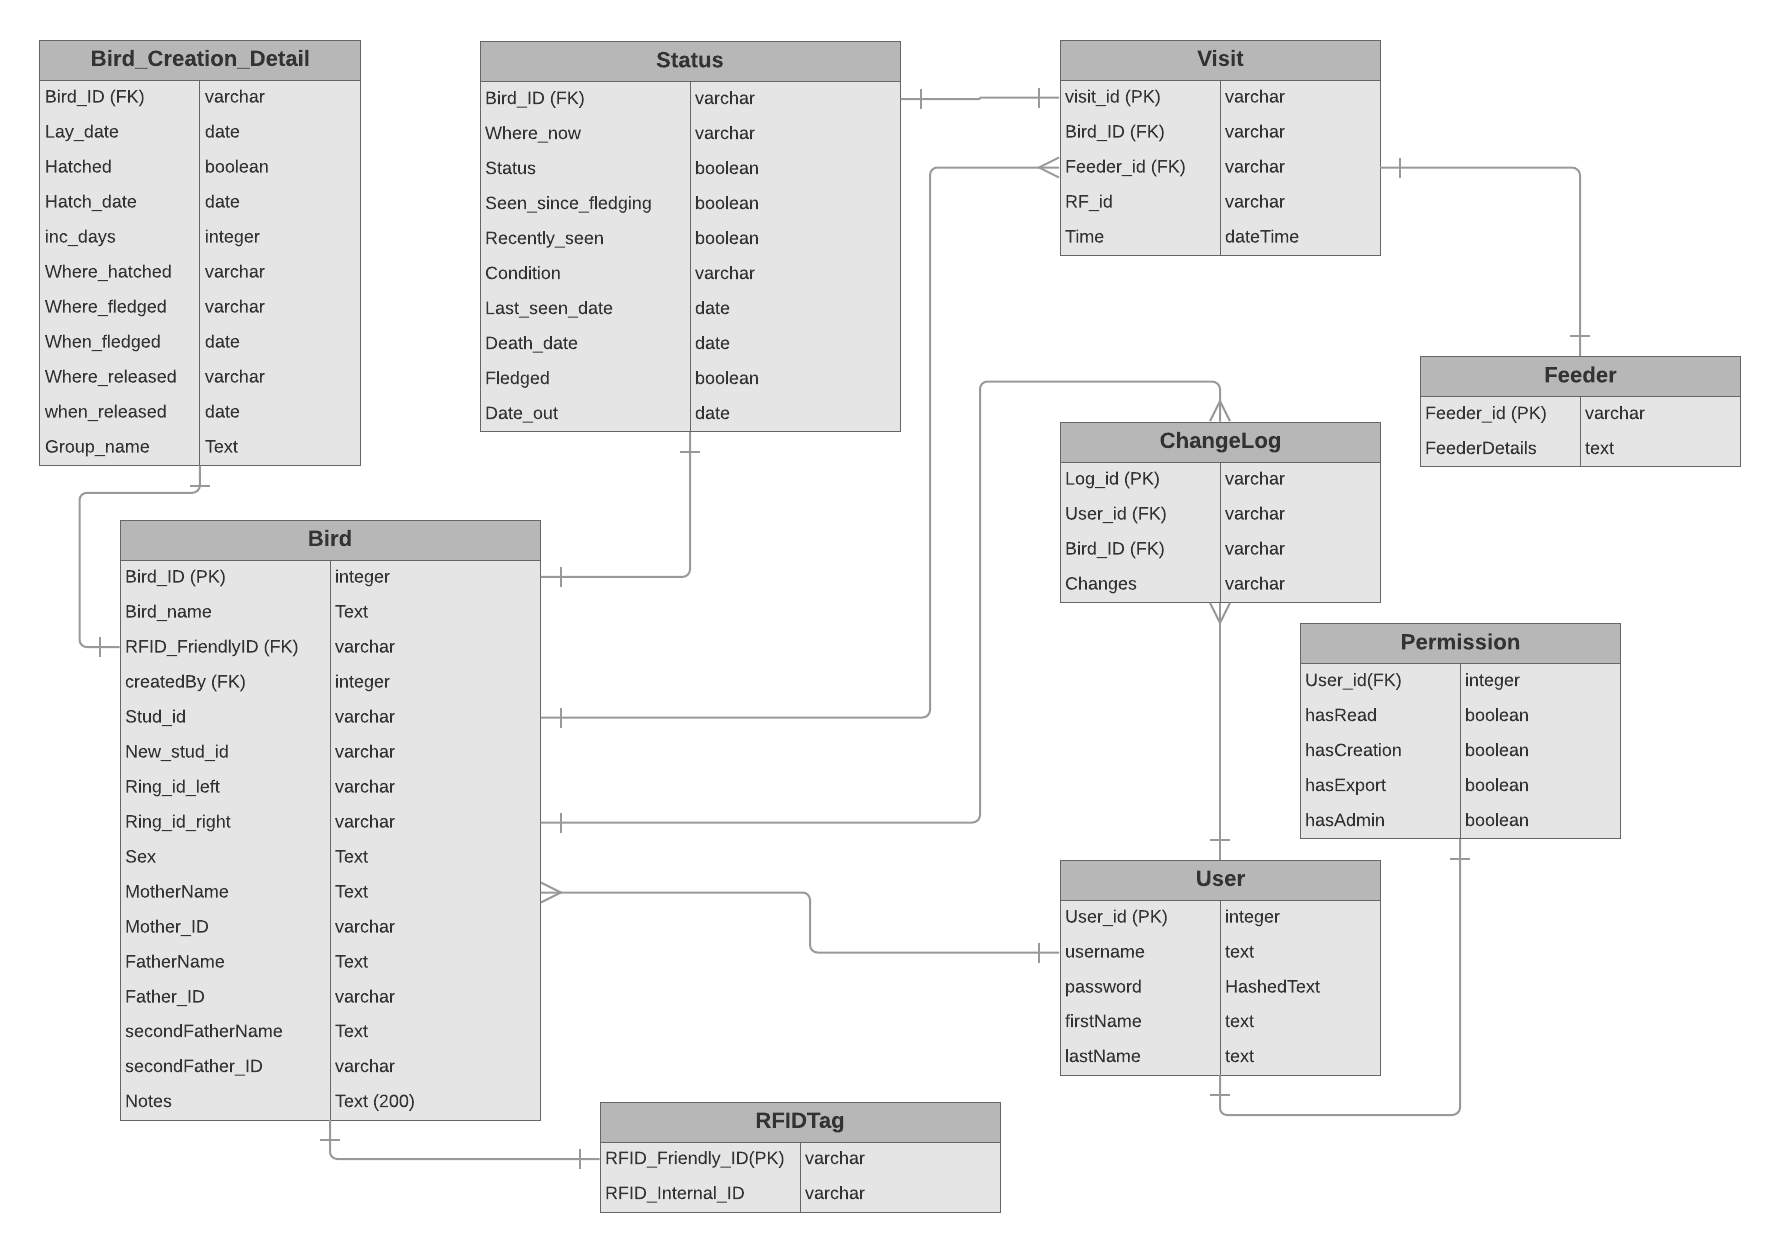 Bird_Creation_Detail
Bird_ID (FK) varchar
Lay_date date
Hatched boolean
Hatch_date date
inc_days integer
Where_hatched varchar
Where_fledged varchar
When_fledged date
Where_released varchar
when_released date
Group_name Text
Status
Bird_ID (FK) varchar
Where_now varchar
Status boolean
Seen_since_fledging boolean
Recently_seen boolean
Condition varchar
Last_seen_date date
Death_date date
Fledged boolean
Date_out date
Visit
visit_id (PK) varchar
Bird_ID (FK) varchar
Feeder_id (FK) varchar
RF_id varchar
Time dateTime
Feeder
Feeder_id (PK) varchar
FeederDetails text
ChangeLog
Log_id (PK) varchar
User_id (FK) varchar
Bird_ID (FK) varchar
Changes varchar
Bird
Bird_ID (PK) integer
Bird_name Text
RFID_FriendlyID (FK) varchar
createdBy (FK) integer
Stud_id varchar
New_stud_id varchar
Ring_id_left varchar
Ring_id_right varchar
Sex Text
MotherName Text
Mother_ID varchar
FatherName Text
Father_ID varchar
secondFatherName Text
secondFather_ID varchar
Notes Text (200)
Permission
User_id(FK) integer
hasRead boolean
hasCreation boolean
hasExport boolean
hasAdmin boolean
User
User_id (PK) integer
username text
password HashedText
firstName text
lastName text
RFIDTag
RFID_Friendly_ID(PK) varchar
RFID_Internal_ID varchar